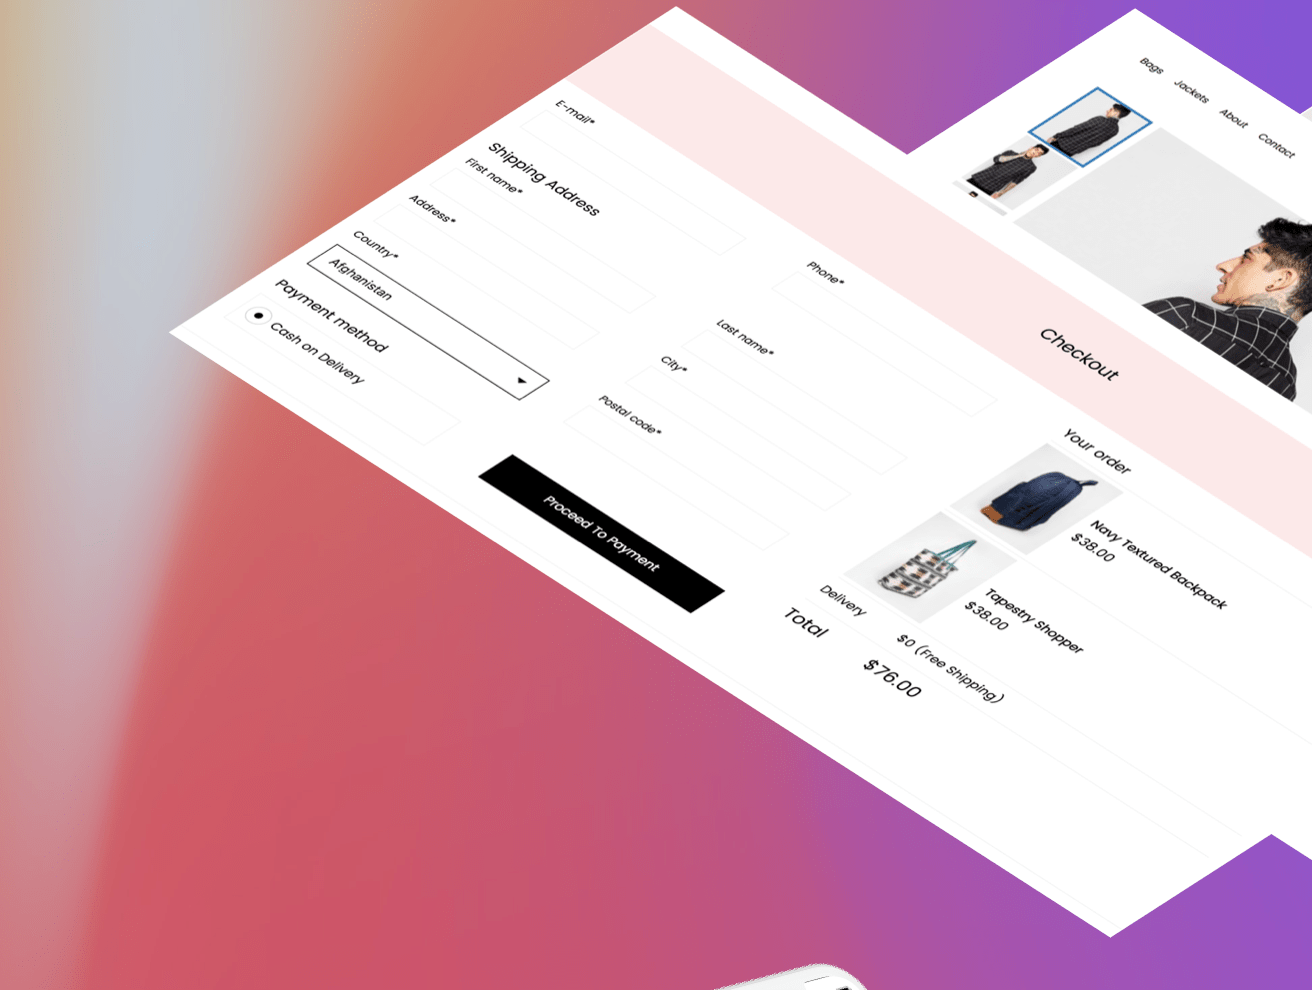 Bags
Jackets
About
Contact
Checkout
E-mail*
Phone*
Shipping Address
First name*
Last name*
Address*
City*
Country*
Afghanistan
Postal code*
Payment method
Cash on Delivery
Proceed To Payment
Your order
Navy Textured Backpack
$38.00
Tapestry Shopper
$38.00
Delivery
$0 (Free Shipping)
Total
$76.00